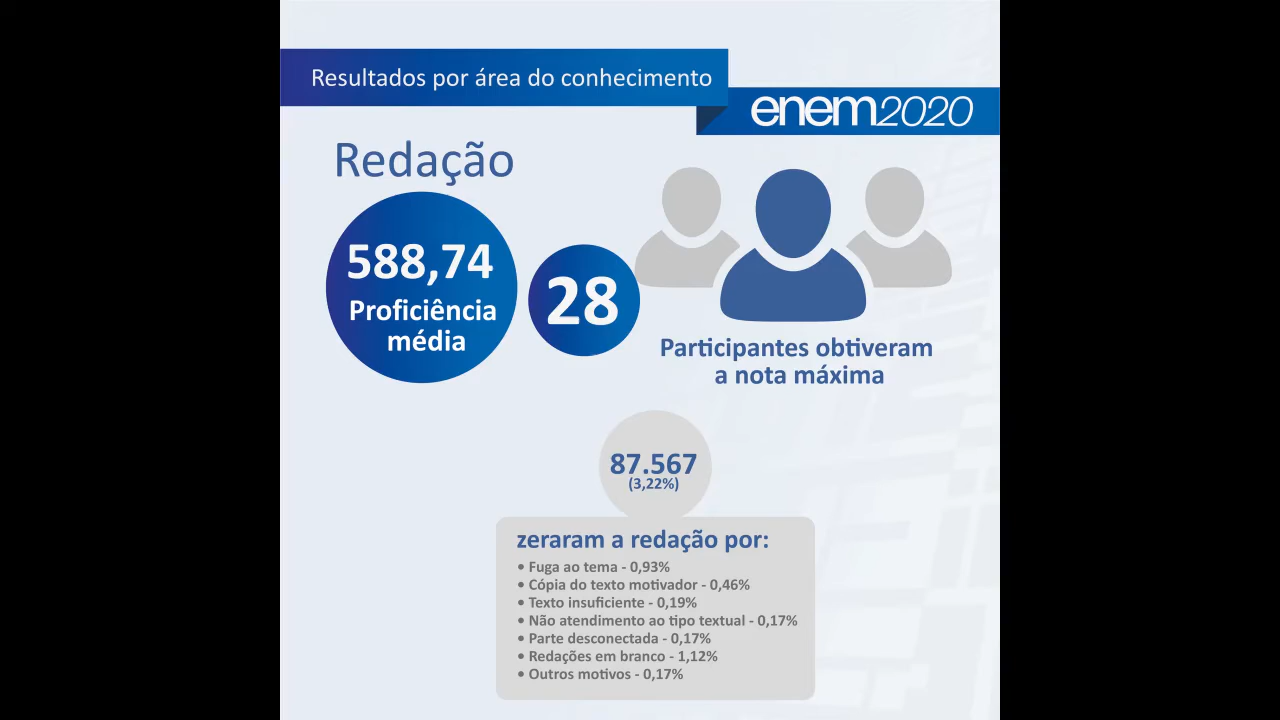 Resultados por área do conhecimento
enem2020
Redação
588,74
Proficiência
média
28
Participantes obtiveram
a nota máxima
87.567
(3,22%)
zeraram a redação por:
• Fuga ao tema - 0,93%
• Cópia do texto motivador - 0,46%
• Texto insuficiente - 0,19%
• Não atendimento ao tipo textual - 0,17%
• Parte desconectada - 0,17%
• Redações em branco - 1,12%
• Outros motivos - 0,17%